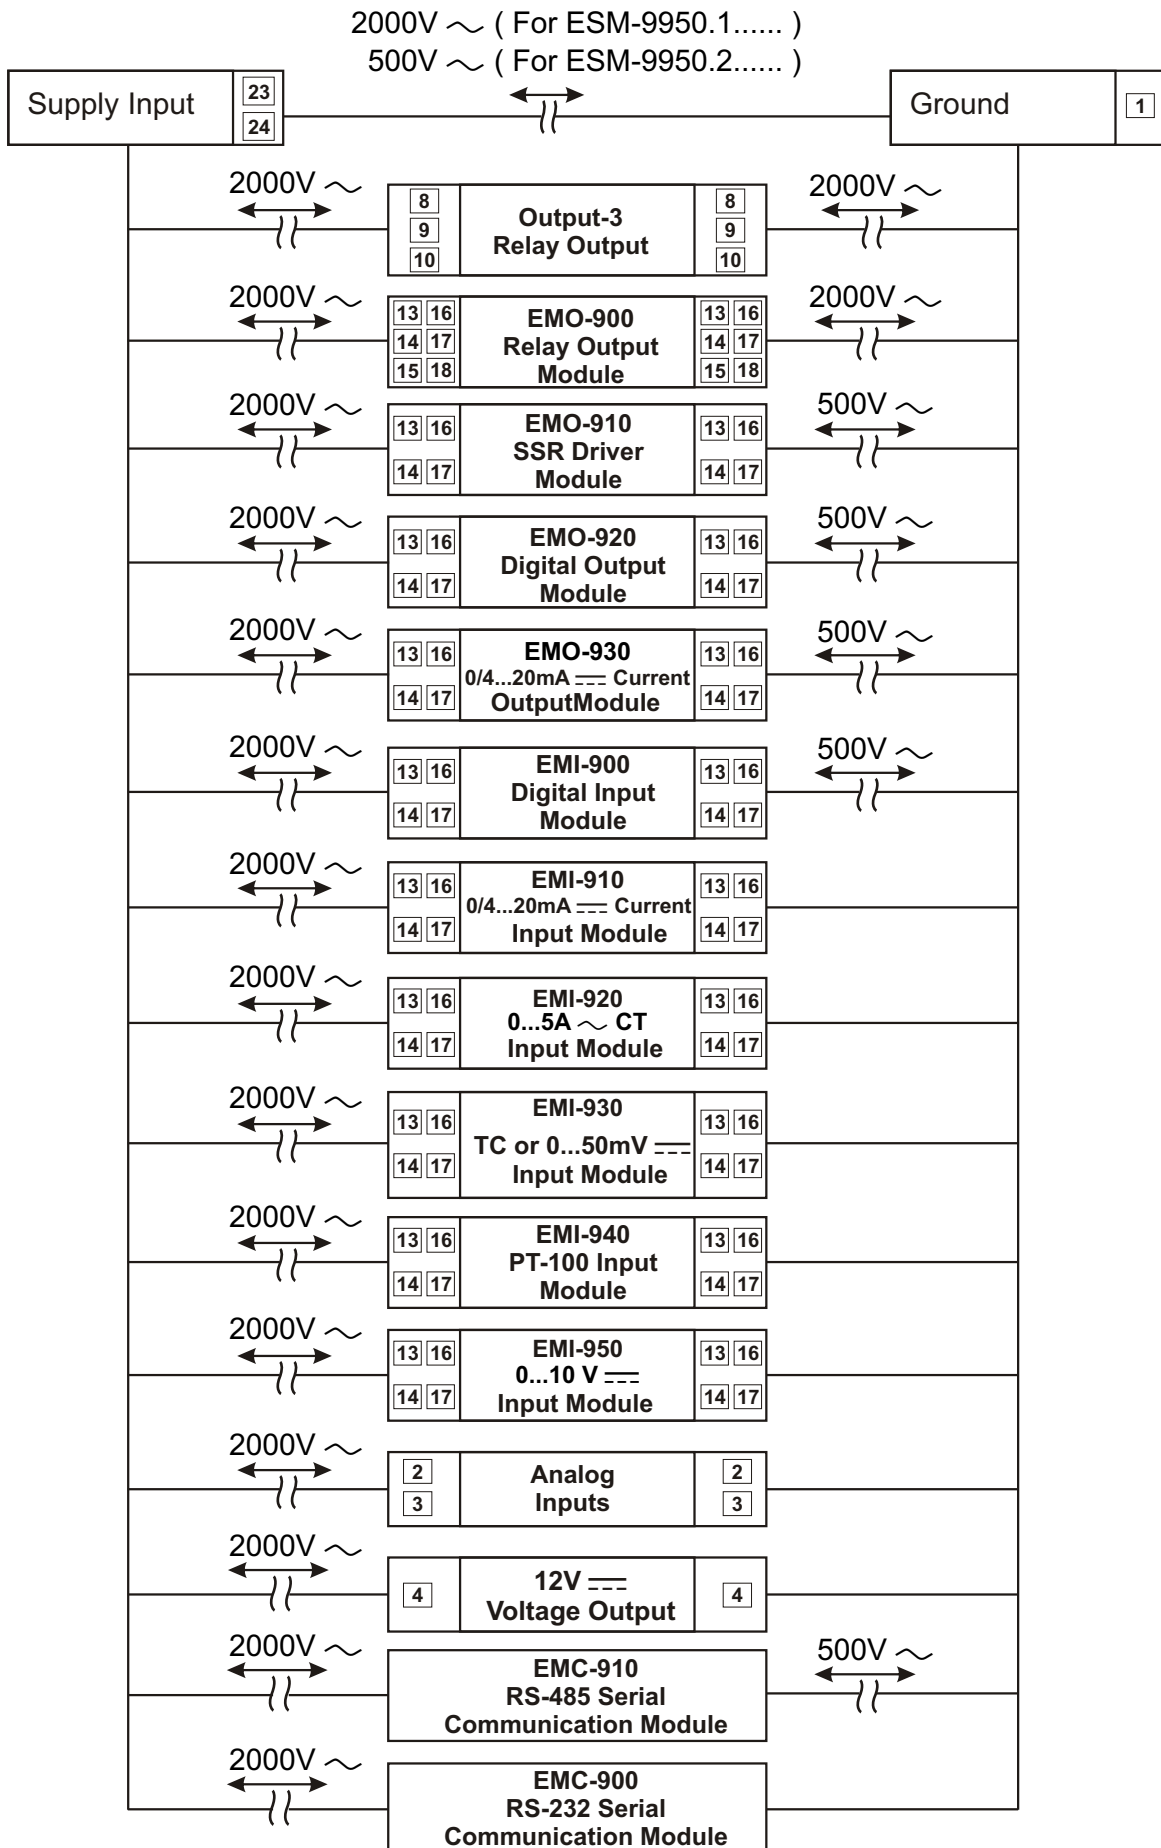 2000V ~ ( For ESM-9950.1...... )
500V ~ ( For ESM-9950.2...... )
Supply Input 23 24
Ground 1
2000V ~
8 9 10
Output-3
Relay Output
8 9 10
2000V ~
2000V ~
13 16
14 17
15 18
EMO-900
Relay Output
Module
13 16
14 17
15 18
2000V ~
2000V ~
13 16
14 17
EMO-910
SSR Driver
Module
13 16
14 17
500V ~
2000V ~
13 16
14 17
EMO-920
Digital Output
Module
13 16
14 17
500V ~
2000V ~
13 16
14 17
EMO-930
0/4...20mA ⎓ Current
OutputModule
13 16
14 17
500V ~
2000V ~
13 16
14 17
EMI-900
Digital Input
Module
13 16
14 17
500V ~
2000V ~
13 16
14 17
EMI-910
0/4...20mA ⎓ Current
Input Module
13 16
14 17
2000V ~
13 16
14 17
EMI-920
0...5A ~ CT
Input Module
13 16
14 17
2000V ~
13 16
14 17
EMI-930
TC or 0...50mV ⎓
Input Module
13 16
14 17
2000V ~
13 16
14 17
EMI-940
PT-100 Input
Module
13 16
14 17
2000V ~
13 16
14 17
EMI-950
0...10 V ⎓
Input Module
13 16
14 17
2000V ~
2
3
Analog
Inputs
2
3
2000V ~
4
12V ⎓
Voltage Output
4
2000V ~
EMC-910
RS-485 Serial
Communication Module
500V ~
2000V ~
EMC-900
RS-232 Serial
Communication Module